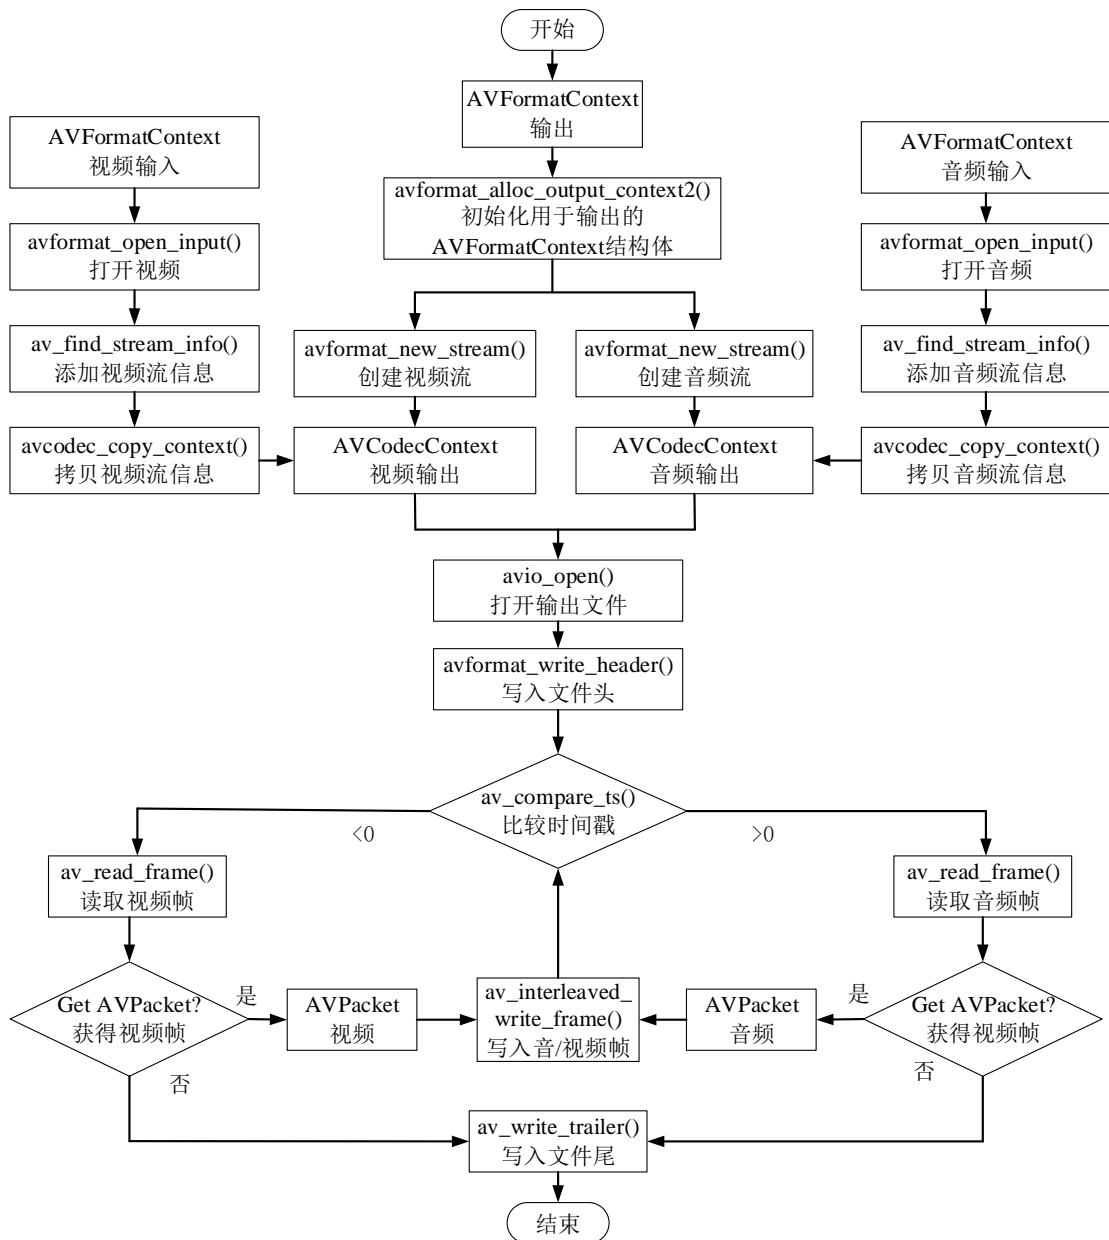 开始
AVFormatContext
输出
AVFormatContext
视频输入
AVFormatContext
音频输入
avformat_alloc_output_context2()
初始化用于输出的
AVFormatContext结构体
avformat_open_input()
打开视频
avformat_open_input()
打开音频
av_find_stream_info()
添加视频流信息
avformat_new_stream()
创建视频流
avformat_new_stream()
创建音频流
av_find_stream_info()
添加音频流信息
avcodec_copy_context()
拷贝视频流信息
AVCodecContext
视频输出
AVCodecContext
音频输出
avcodec_copy_context()
拷贝音频流信息
avio_open()
打开输出文件
avformat_write_header()
写入文件头
av_compare_ts()
比较时间戳
<0
>0
av_read_frame()
读取视频帧
av_read_frame()
读取音频帧
Get AVPacket?
获得视频帧
是
AVPacket
视频
av_interleaved_
write_frame()
写入音/视频帧
AVPacket
音频
是
Get AVPacket?
获得视频帧
否
否
av_write_trailer()
写入文件尾
结束